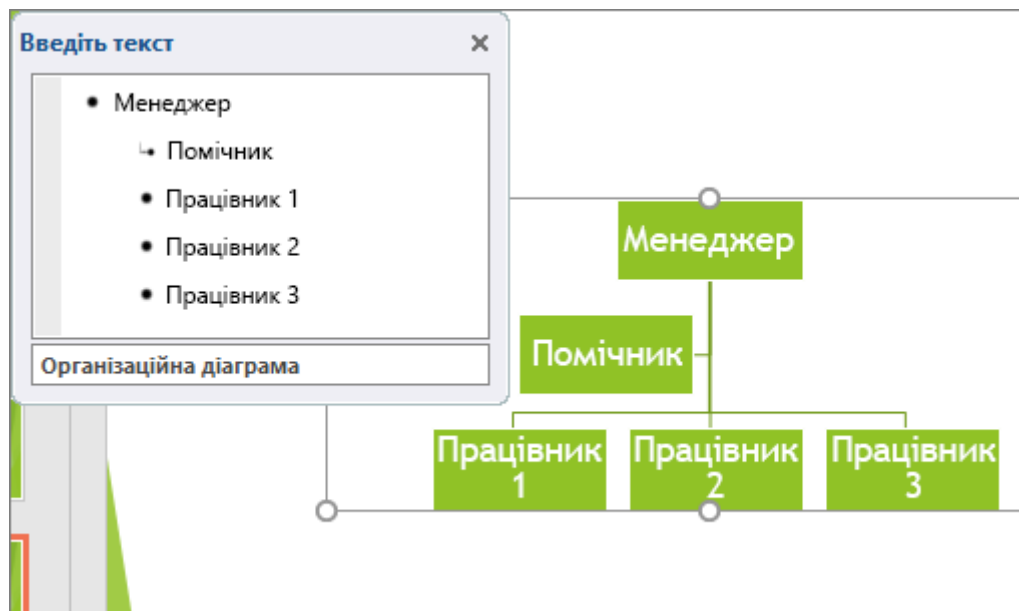 Введіть текст
Менеджер
Помічник
Працівник 1
Працівник 2
Працівник 3
Організаційна діаграма
Менеджер
Помічник
Працівник
1
Працівник
2
Працівник
3